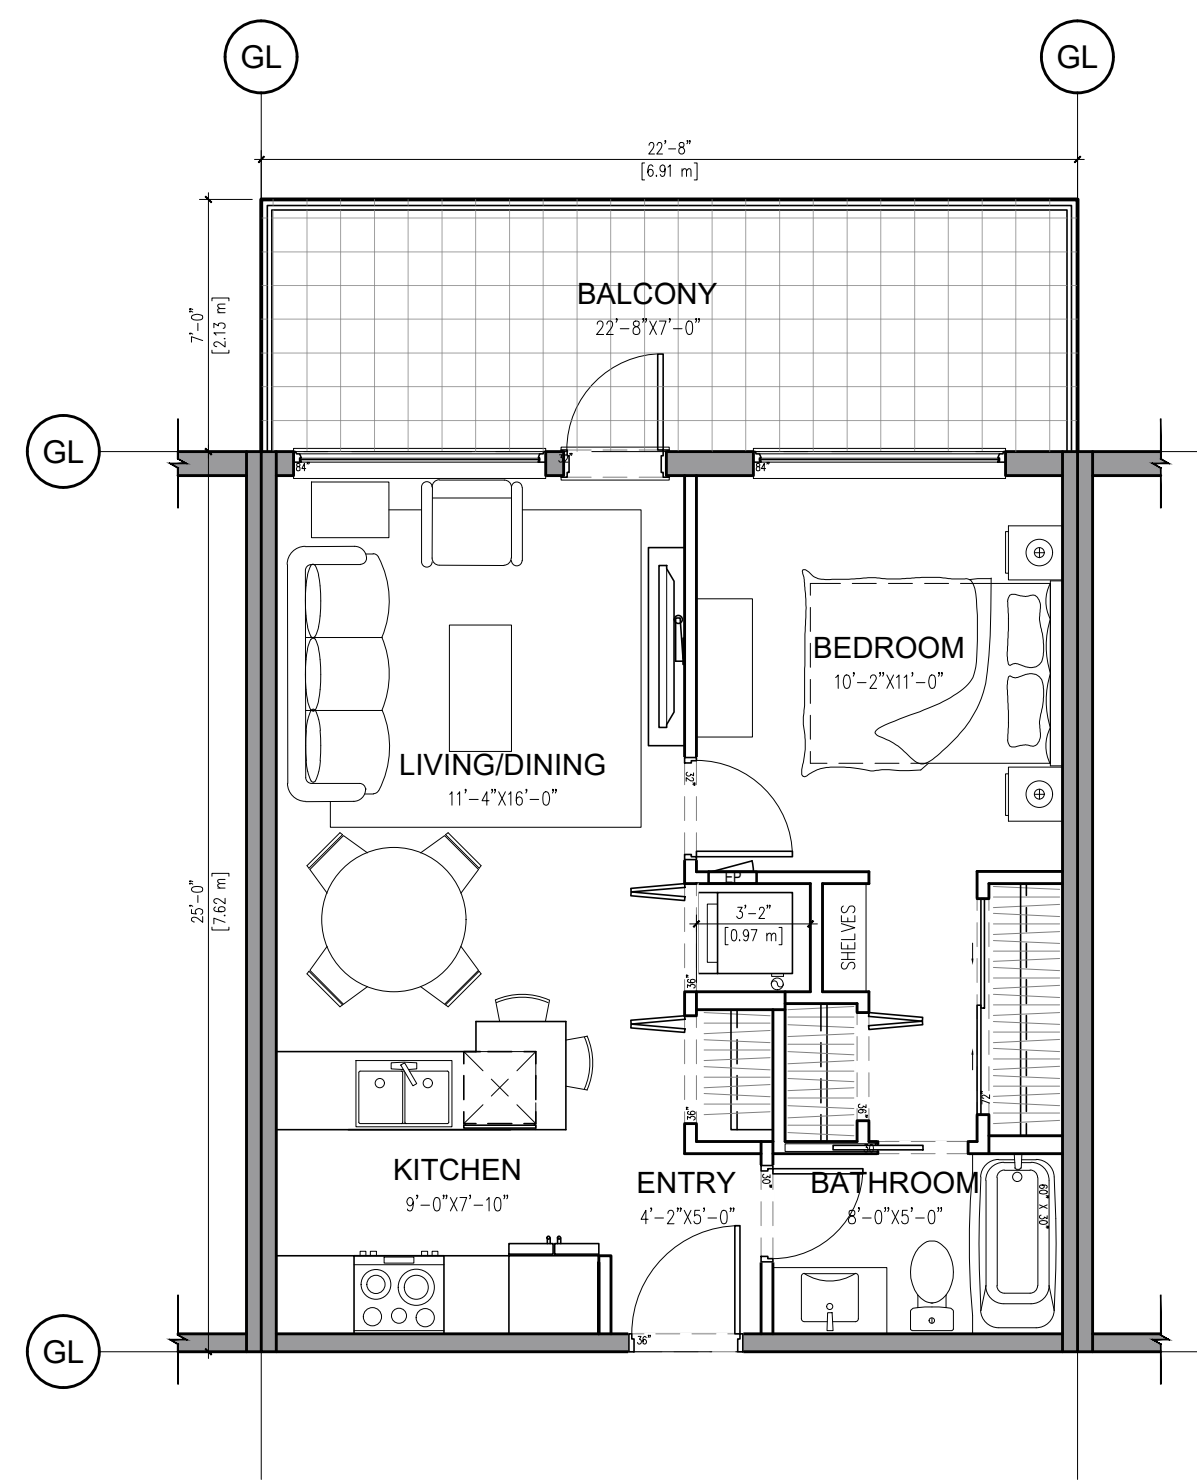 GL
GL
22'-8"
[6.91 m]
7'-0"
[2.13 m]
BALCONY
22'-8"X7'-0"
GL
84"
84"
BEDROOM
10'-2"X11'-0"
LIVING/DINING
11'-4"X16'-0"
32"
25'-0"
[7.62 m]
EP
3'-2"
[0.97 m]
SHELVES
36"
36"
36"
72"
KITCHEN
9'-0"X7'-10"
ENTRY
4'-2"X5'-0"
30"
BATHROOM
8'-0"X5'-0"
60" X 30"
GL
36"